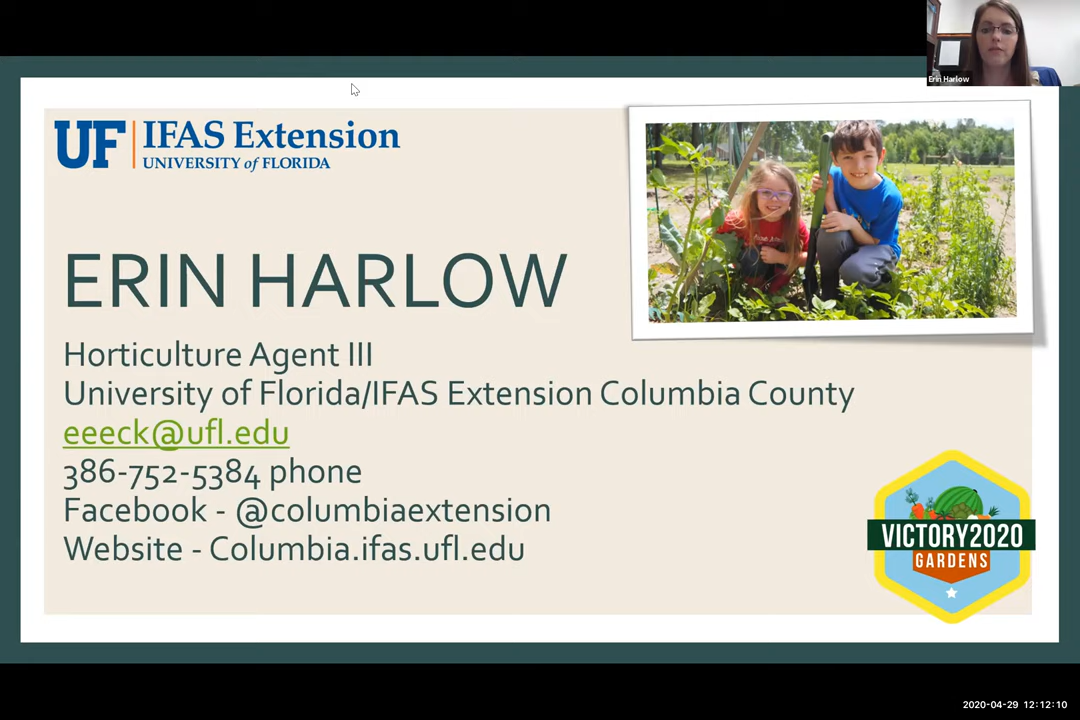 Erin Harlow
UF IFAS Extension
UNIVERSITY of FLORIDA
ERIN HARLOW
Horticulture Agent III
University of Florida/IFAS Extension Columbia County
eeeck@ufl.edu
386-752-5384 phone
Facebook - @columbiaextension
Website - Columbia.ifas.ufl.edu
VICTORY2020
GARDENS
2020-04-29 12:12:10